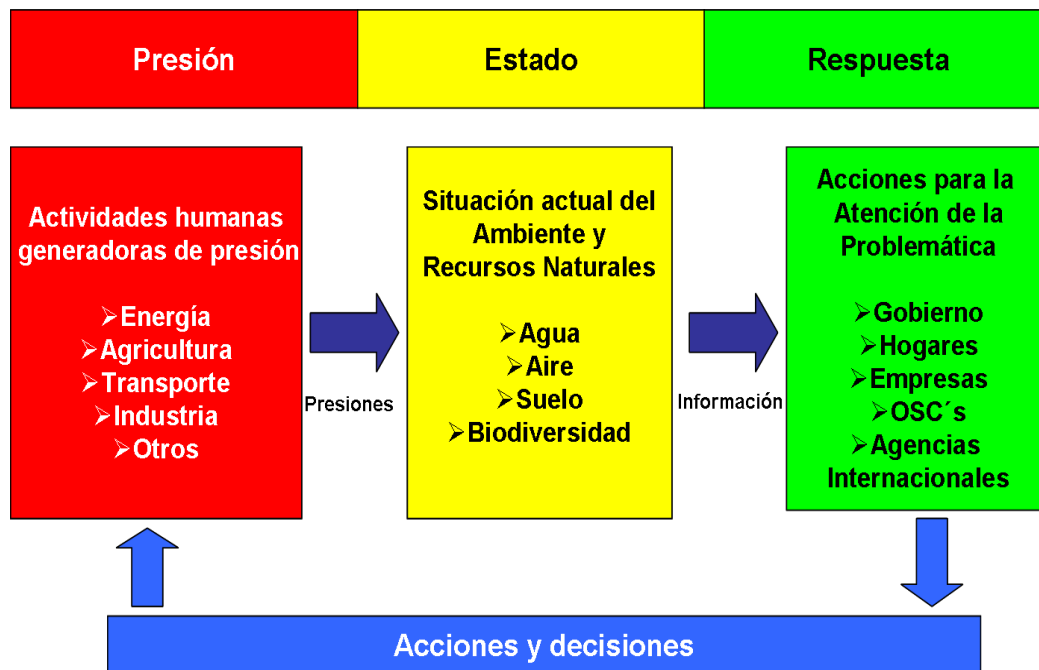 Presión
Estado
Respuesta
Actividades humanas
generadoras de presión
➢Energía
➢Agricultura
➢Transporte
➢Industria
➢Otros
Presiones
Situación actual del
Ambiente y
Recursos Naturales
➢Agua
➢Aire
➢Suelo
➢Biodiversidad
Información
Acciones para la
Atención de la
Problemática
➢Gobierno
➢Hogares
➢Empresas
➢OSC´s
➢Agencias
Internacionales
Acciones y decisiones